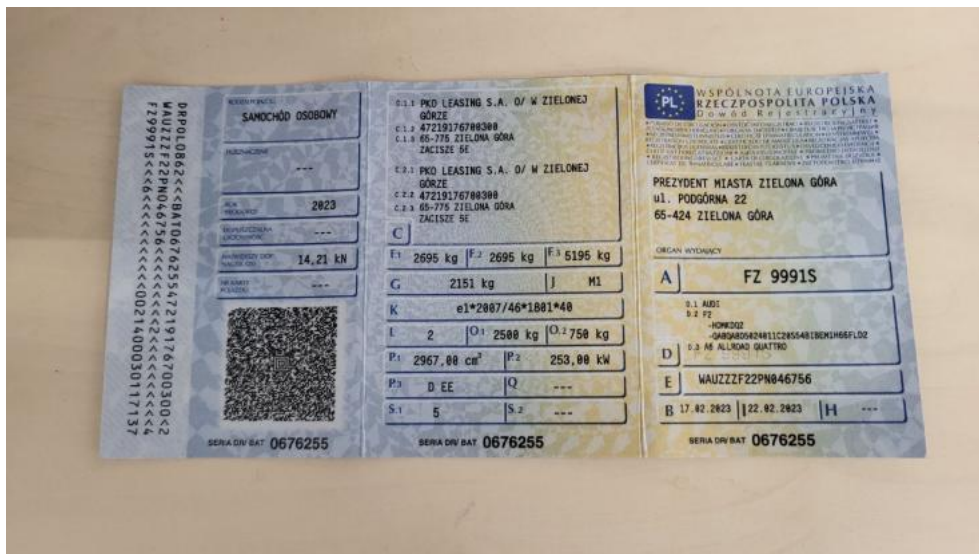 DRPOL0862<<BAT067625547219176700300<2
WAUZZZF22PN046756<<<<<<2<<<<<<<<<<<<4
FZ9991S<<<<6<<<<<<<<0021400030117137
SAMOCHÓD OSOBOWY
---
2023
---
14,21 kN
---
SERIA DR/ BAT 0676255
C.1.1 PKO LEASING S.A. O/ W ZIELONEJ
GÓRZE
C.1.2 47219176700300
C.1.3 65-775 ZIELONA GÓRA
ZACISZE 5E
C.2.1 PKO LEASING S.A. O/ W ZIELONEJ
GÓRZE
C.2.2 47219176700300
C.2.3 65-775 ZIELONA GÓRA
ZACISZE 5E
C
F.1 2695 kg F.2 2695 kg F.3 5195 kg
G 2151 kg J M1
K e1*2007/46*1801*40
L 2 O.1 2500 kg O.2 750 kg
P.1 2967,00 cm³ P.2 253,00 kW
P.3 D EE Q ---
S.1 5 S.2 ---
SERIA DR/ BAT 0676255
PL
WSPÓLNOTA EUROPEJSKA
RZECZPOSPOLITA POLSKA
Dowód Rejestracyjny
PREZYDENT MIASTA ZIELONA GÓRA
ul. PODGÓRNA 22
65-424 ZIELONA GÓRA
ORGAN WYDAJĄCY
A FZ 9991S
D.1 AUDI
D.2 F2
D.3 A6 ALLROAD QUATTRO
D
E WAUZZZF22PN046756
B 17.02.2023 I 22.02.2023 H ---
SERIA DR/ BAT 0676255